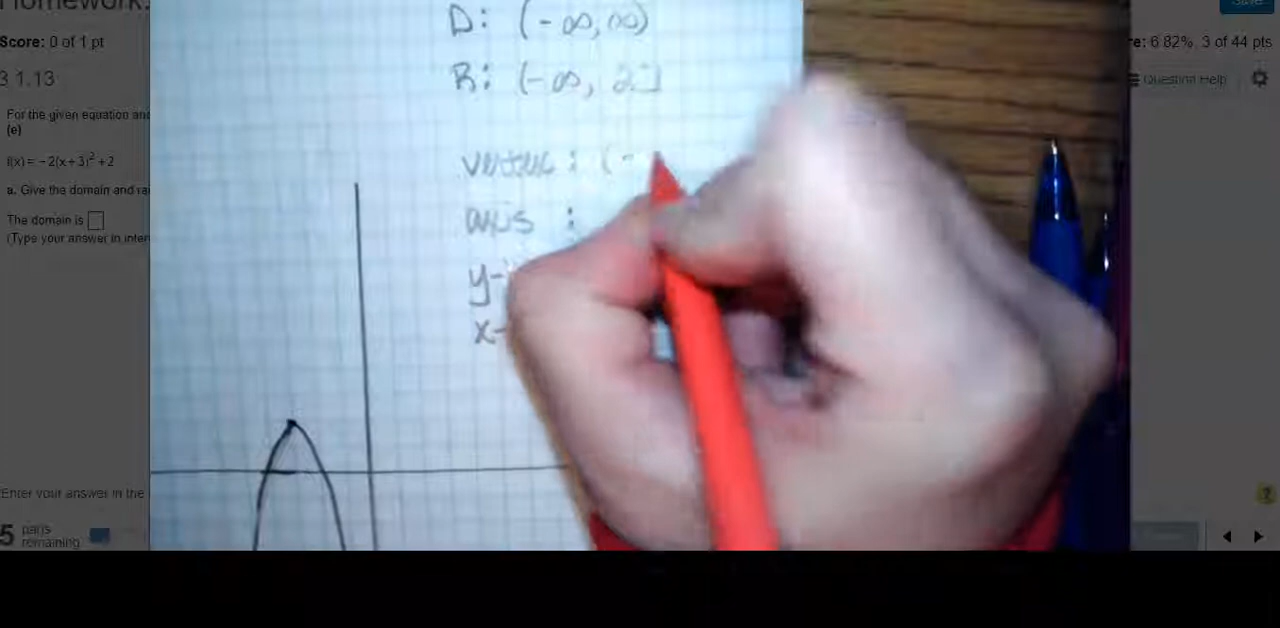 Homework:
Save
Score: 0 of 1 pt
re: 6.82%, 3 of 44 pts
3 1.13
Question Help
For the given equation and
(e)
f(x)= -2(x+3)²+2
a. Give the domain and ra
The domain is
(Type your answer in inter
D: (-∞,∞)
R: (-∞, 2]
vertex : (-
axis :
y-
x-
Enter your answer in the
5 parts
remaining
?